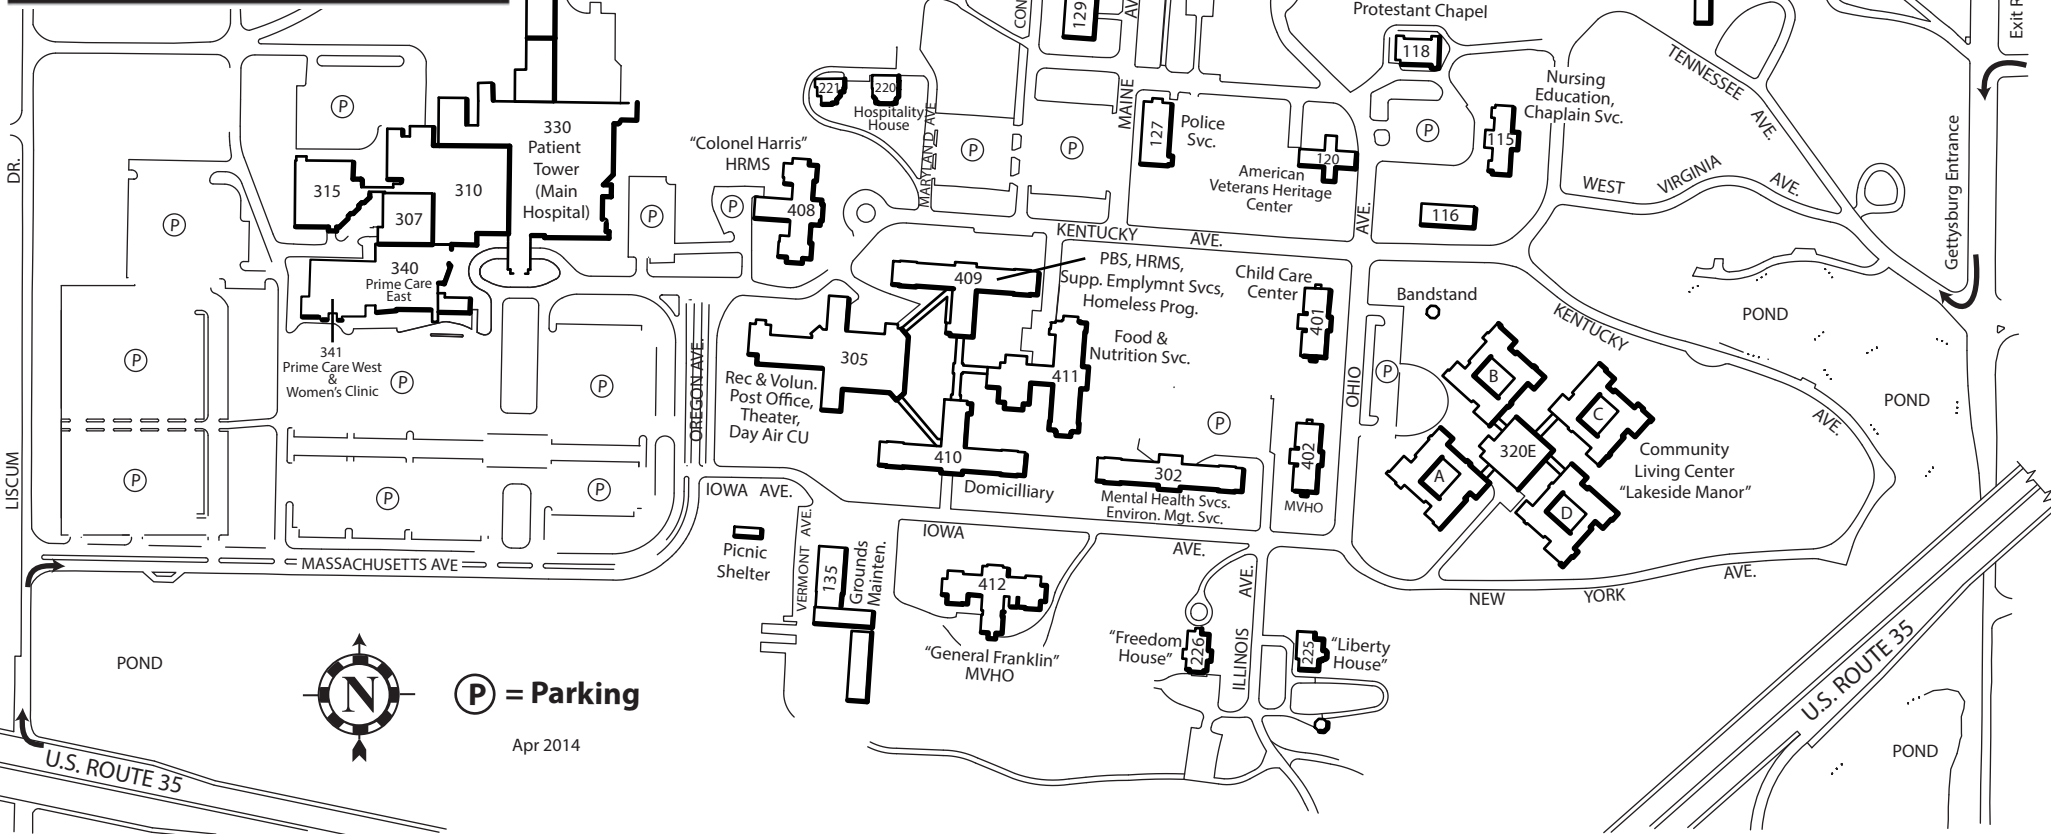 Protestant Chapel
118
129
CON
AV
Exit R
TENNESSEE
AVE.
Nursing
Education,
Chaplain Svc.
115
P
P
330
Patient
Tower
(Main
Hospital)
221
220
Hospitality
House
MARYLAND AVE
MAINE
127
Police
Svc.
P
P
120
American
Veterans Heritage
Center
AVE.
116
WEST VIRGINIA AVE.
Gettysburg Entrance
DR.
“Colonel Harris”
HRMS
408
315
310
307
P
P
P
KENTUCKY AVE.
340
Prime Care
East
341
Prime Care West
&
Women’s Clinic
409
PBS, HRMS,
Supp. Emplymnt Svcs,
Homeless Prog.
Child Care
Center
401
Bandstand
KENTUCKY
AVE.
POND
POND
305
Rec & Volun.
Post Office,
Theater,
Day Air CU
411
Food &
Nutrition Svc.
OREGON AVE.
OHIO
P
P
P
P
P
B
C
A
D
320E
Community
Living Center
“Lakeside Manor”
410
Domicilliary
302
Mental Health Svcs.
Environ. Mgt. Svc.
402
MVHO
LISCUM
P
P
P
IOWA AVE.
IOWA
AVE.
MASSACHUSETTS AVE
Picnic
Shelter
VERMONT AVE.
135
Grounds
Mainten.
412
“General Franklin”
MVHO
AVE.
ILLINOIS
NEW YORK AVE.
“Freedom
House”
226
225
“Liberty
House”
U.S. ROUTE 35
POND
POND
N
P = Parking
Apr 2014
U.S. ROUTE 35